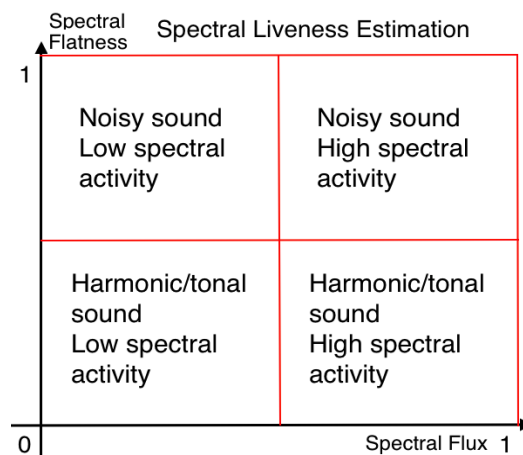 Spectral
Flatness
Spectral Liveness Estimation
1
Noisy sound
Low spectral
activity
Noisy sound
High spectral
activity
Harmonic/tonal
sound
Low spectral
activity
Harmonic/tonal
sound
High spectral
activity
0
Spectral Flux 1